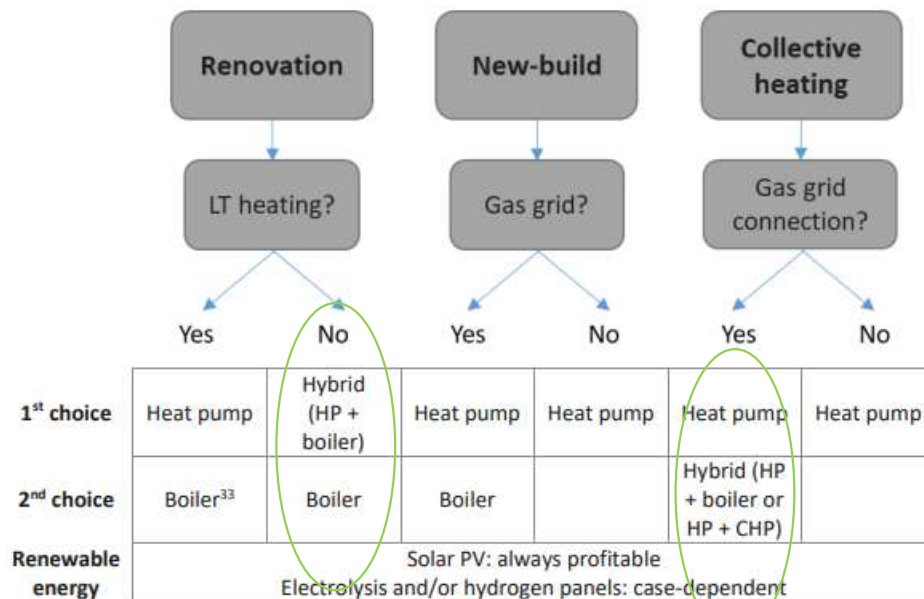 Renovation
New-build
Collective
heating
LT heating?
Gas grid?
Gas grid
connection?
Yes
No
Yes
No
Yes
No
1st choice
Heat pump
Hybrid
(HP +
boiler)
Heat pump
Heat pump
Heat pump
Heat pump
2nd choice
Boiler33
Boiler
Boiler
Hybrid (HP
+ boiler or
HP + CHP)
Renewable
energy
Solar PV: always profitable
Electrolysis and/or hydrogen panels: case-dependent